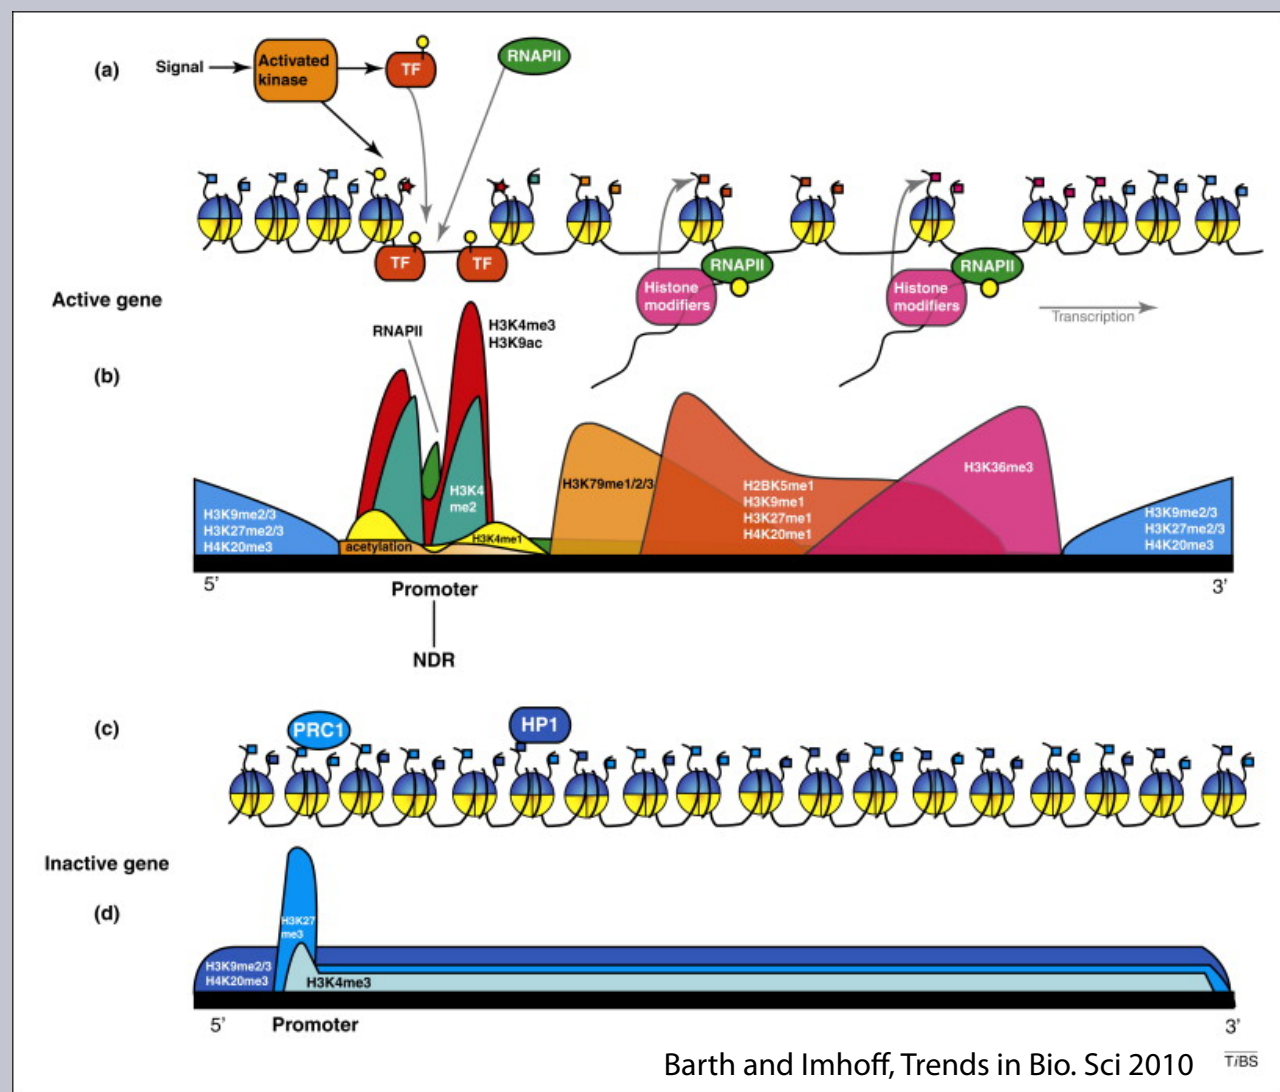 (a)
Signal
Activated
kinase
TF
RNAPII
TF
TF
RNAPII
RNAPII
Histone
modifiers
Histone
modifiers
Transcription
Active gene
(b)
RNAPII
H3K4me3
H3K9ac
H3K4
me2
H3K79me1/2/3
H2BK5me1
H3K9me1
H3K27me1
H4K20me1
H3K36me3
H3K9me2/3
H3K27me2/3
H4K20me3
acetylation
H3K4me1
H3K9me2/3
H3K27me2/3
H4K20me3
5’
Promoter
3’
NDR
(c)
PRC1
HP1
Inactive gene
(d)
H3K27
me3
H3K9me2/3
H4K20me3
H3K4me3
5’
Promoter
3’
Barth and Imhoff, Trends in Bio. Sci 2010
TiBS